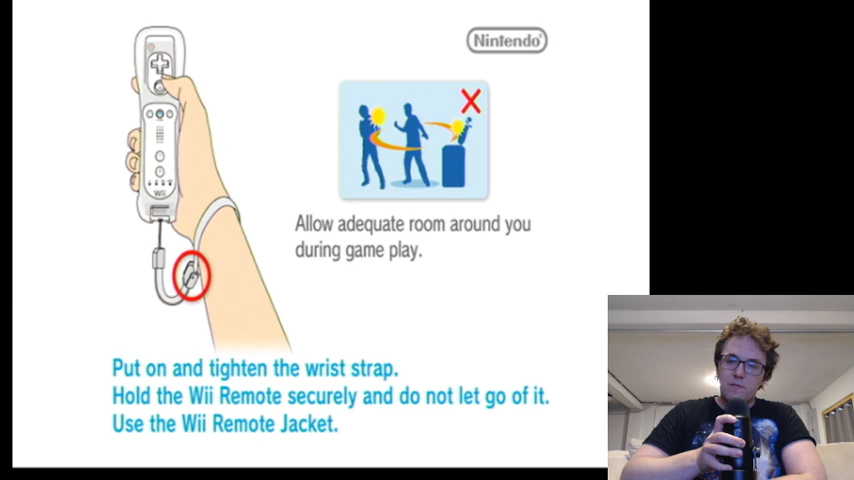 Nintendo®
Wii
Allow adequate room around you
during game play.
Put on and tighten the wrist strap.
Hold the Wii Remote securely and do not let go of it.
Use the Wii Remote Jacket.